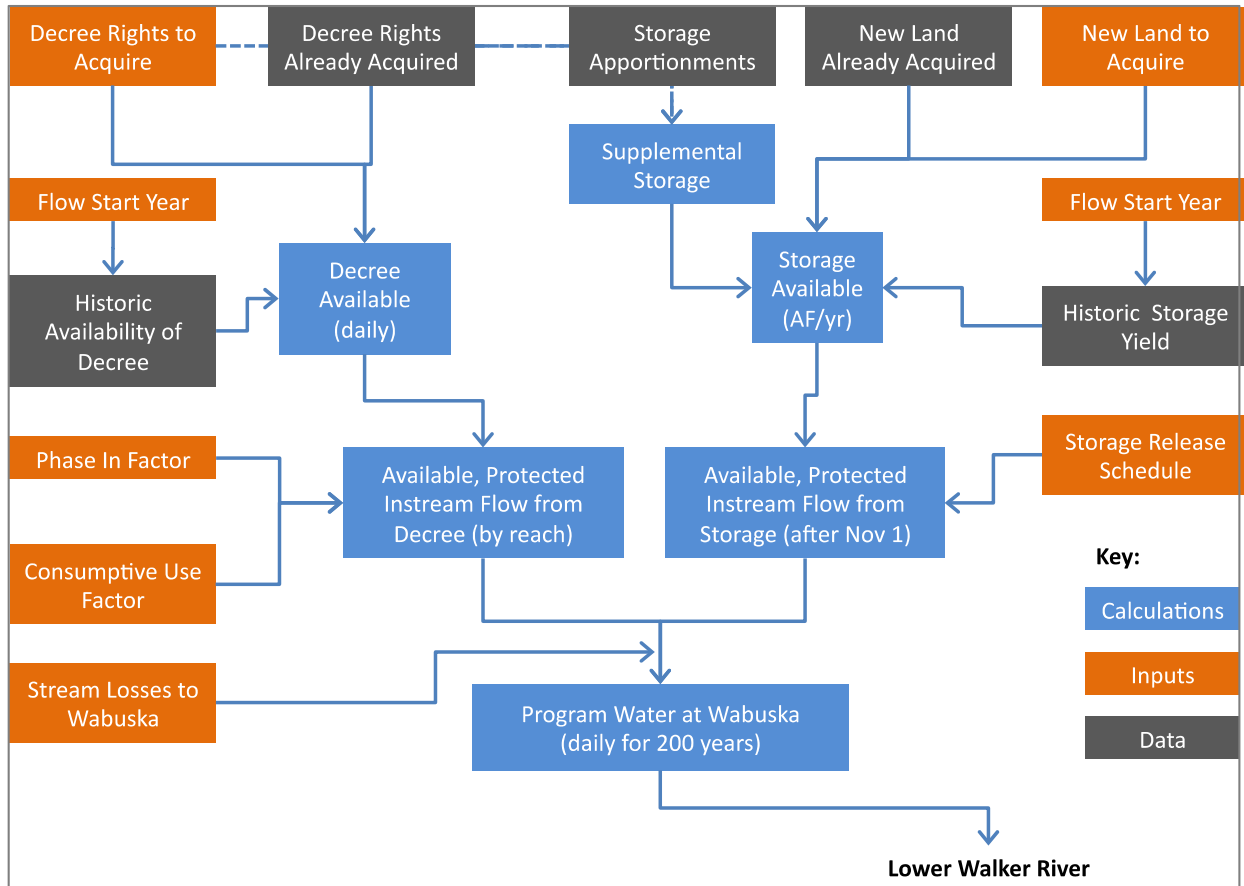 Decree Rights to
Acquire
Decree Rights
Already Acquired
Storage
Apportionments
New Land
Already Acquired
New Land to
Acquire
Supplemental
Storage
Flow Start Year
Flow Start Year
Decree
Available
(daily)
Storage
Available
(AF/yr)
Historic
Availability of
Decree
Historic Storage
Yield
Phase In Factor
Available, Protected
Instream Flow from
Decree (by reach)
Available, Protected
Instream Flow from
Storage (after Nov 1)
Storage Release
Schedule
Consumptive Use
Factor
Key:
Calculations
Inputs
Data
Stream Losses to
Wabuska
Program Water at Wabuska
(daily for 200 years)
Lower Walker River